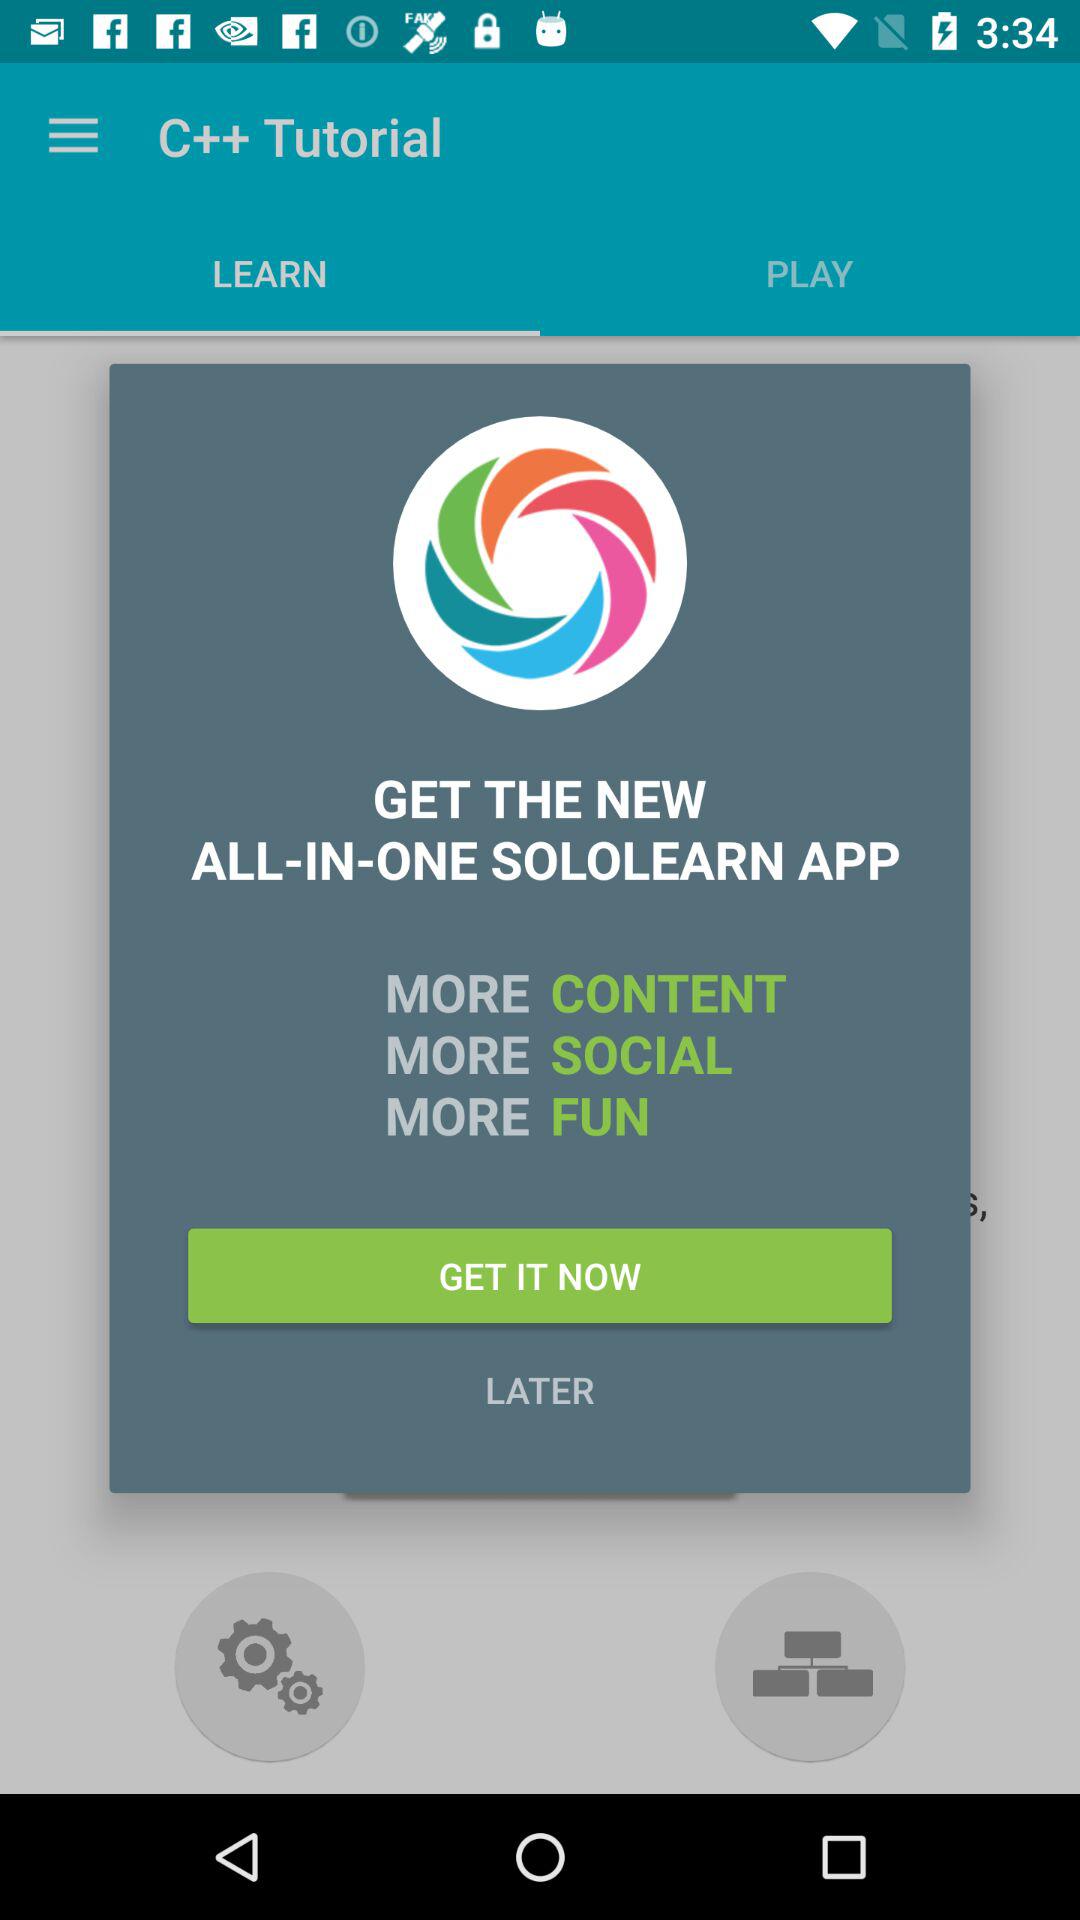 FAKE
3:34
C++ Tutorial
LEARN
PLAY
GET THE NEW
ALL-IN-ONE SOLOLEARN APP
MORE CONTENT
MORE SOCIAL
MORE FUN
s,
GET IT NOW
LATER